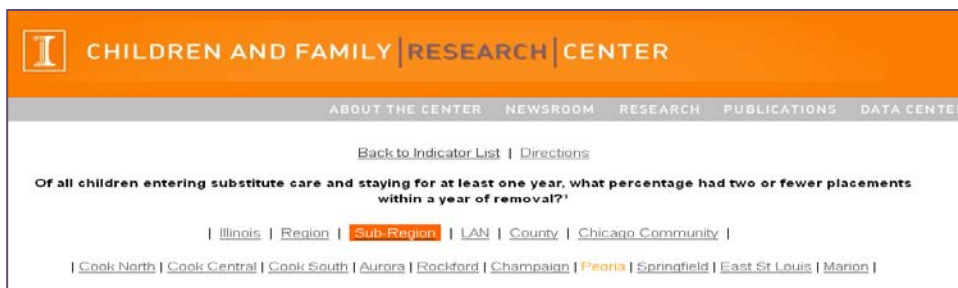 I CHILDREN AND FAMILY | RESEARCH | CENTER
ABOUT THE CENTER NEWSROOM RESEARCH PUBLICATIONS DATA CENTE
Back to Indicator List | Directions
Of all children entering substitute care and staying for at least one year, what percentage had two or fewer placements
within a year of removal?¹
| Illinois | Region | Sub-Region | LAN | County | Chicago Community |
| Cook North | Cook Central | Cook South | Aurora | Rockford | Champaign | Peoria | Springfield | East St Louis | Marion |